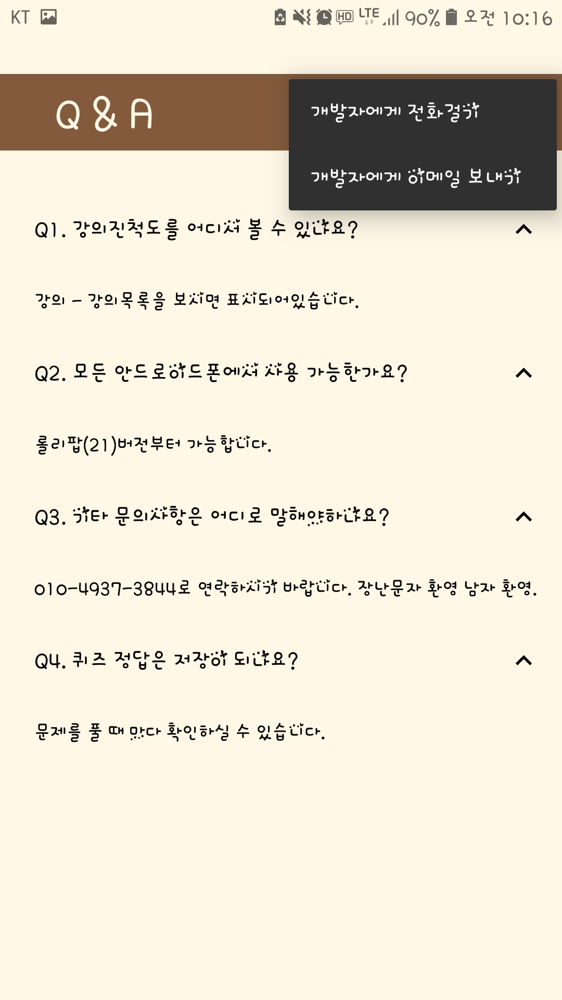 KT HD LTE 90% 오전 10:16
Q & A
개발자에게 전화걸기
개발자에게 이메일 보내기
Q1. 강의진척도를 어디서 볼 수 있나요?
강의 - 강의목록을 보시면 표시되어있습니다.
Q2. 모든 안드로이드폰에서 사용 가능한가요?
롤리팝(21)버전부터 가능합니다.
Q3. 기타 문의사항은 어디로 말해야하나요?
010-4937-3844로 연락하시기 바랍니다. 장난문자 환영 남자 환영.
Q4. 퀴즈 정답은 저장이 되나요?
문제를 풀 때 마다 확인하실 수 있습니다.